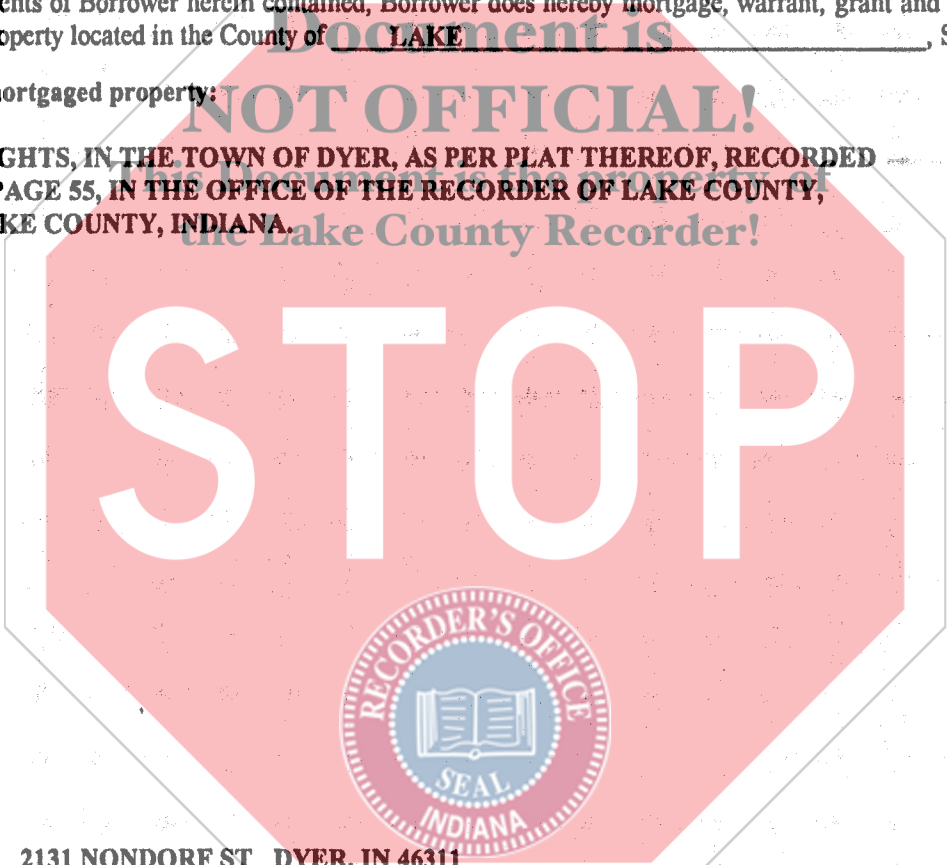 ents of Borrower herein contained, Borrower does hereby mortgage, warrant, grant and
operty located in the County of LAKE, S
Document is
ortgaged property:
NOT OFFICIAL!
GHTS, IN THE TOWN OF DYER, AS PER PLAT THEREOF, RECORDED
This Document is the property of
PAGE 55, IN THE OFFICE OF THE RECORDER OF LAKE COUNTY,
KE COUNTY, INDIANA.
the Lake County Recorder!
STOP
RECORDER'S OFFICE
SEAL
INDIANA
2131 NONDORF ST DYER, IN 46311